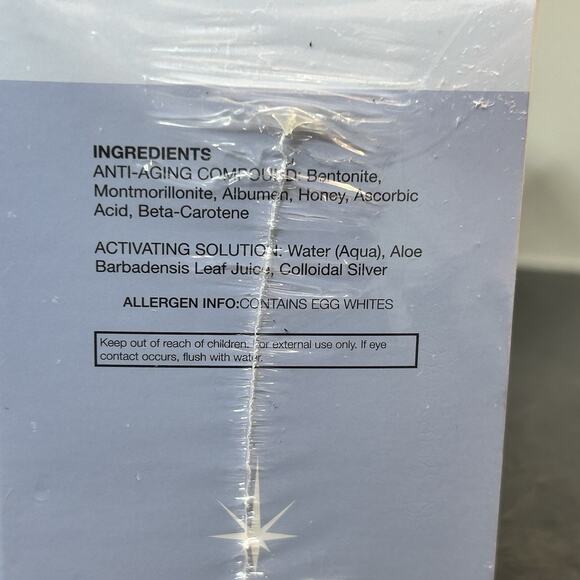 INGREDIENTS
ANTI-AGING COMPOUND: Bentonite,
Montmorillonite, Albumen, Honey, Ascorbic
Acid, Beta-Carotene
ACTIVATING SOLUTION: Water (Aqua), Aloe
Barbadensis Leaf Juice, Colloidal Silver
ALLERGEN INFO:CONTAINS EGG WHITES
Keep out of reach of children. For external use only. If eye
contact occurs, flush with water.